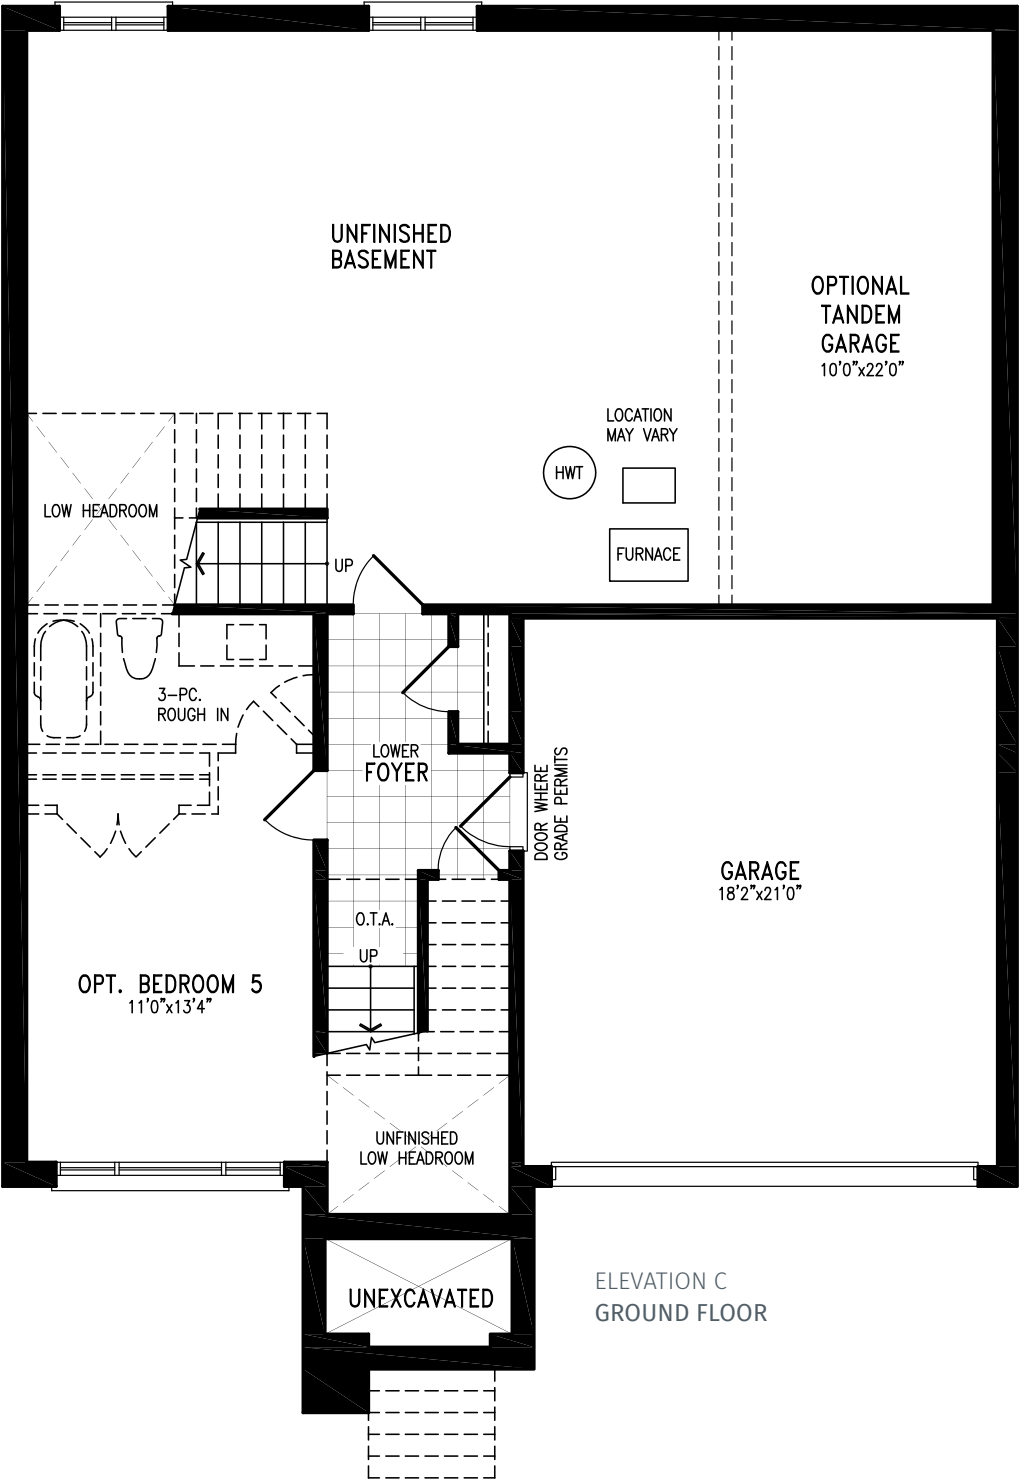 UNFINISHED
BASEMENT
OPTIONAL
TANDEM
GARAGE
10'0"x22'0"
LOCATION
MAY VARY
HWT
FURNACE
LOW HEADROOM
UP
3-PC.
ROUGH IN
LOWER
FOYER
DOOR WHERE
GRADE PERMITS
GARAGE
18'2"x21'0"
O.T.A.
UP
OPT. BEDROOM 5
11'0"x13'4"
UNFINISHED
LOW HEADROOM
UNEXCAVATED
ELEVATION C
GROUND FLOOR